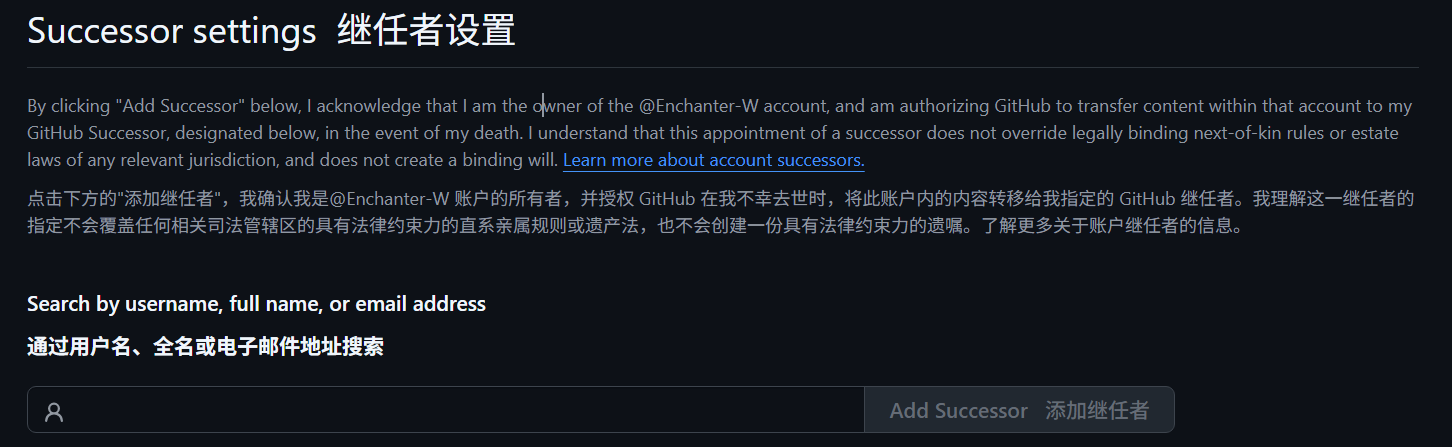 Successor settings 继任者设置
By clicking "Add Successor" below, I acknowledge that I am the owner of the @Enchanter-W account, and am authorizing GitHub to transfer content within that account to my
GitHub Successor, designated below, in the event of my death. I understand that this appointment of a successor does not override legally binding next-of-kin rules or estate
laws of any relevant jurisdiction, and does not create a binding will. Learn more about account successors.
点击下方的"添加继任者"，我确认我是@Enchanter-W 账户的所有者，并授权 GitHub 在我不幸去世时，将此账户内的内容转移给我指定的 GitHub 继任者。我理解这一继任者的
指定不会覆盖任何相关司法管辖区的具有法律约束力的直系亲属规则或遗产法，也不会创建一份具有法律约束力的遗嘱。了解更多关于账户继任者的信息。
Search by username, full name, or email address
通过用户名、全名或电子邮件地址搜索
Add Successor 添加继任者